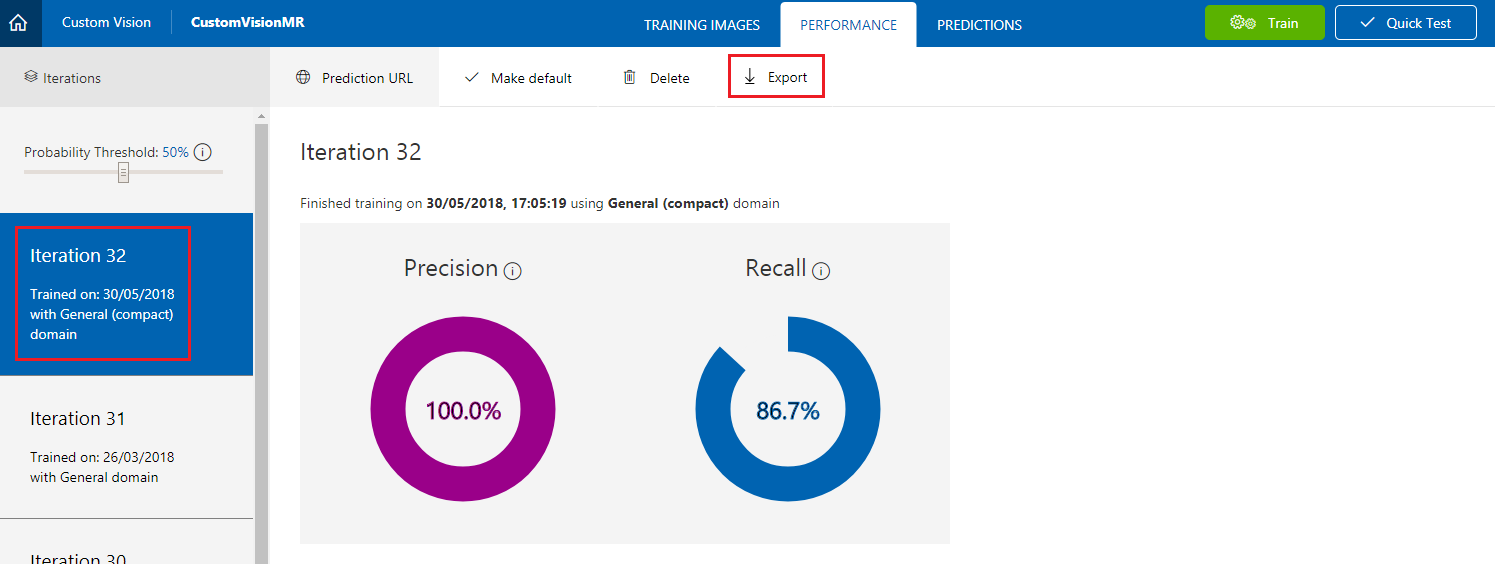 Custom Vision
CustomVisionMR
TRAINING IMAGES
PERFORMANCE
PREDICTIONS
Train
Quick Test
Iterations
Prediction URL
Make default
Delete
Export
Probability Threshold: 50%
Iteration 32
Trained on: 30/05/2018
with General (compact)
domain
Iteration 31
Trained on: 26/03/2018
with General domain
Iteration 30
Iteration 32
Finished training on 30/05/2018, 17:05:19 using General (compact) domain
Precision
Recall
100.0%
86.7%